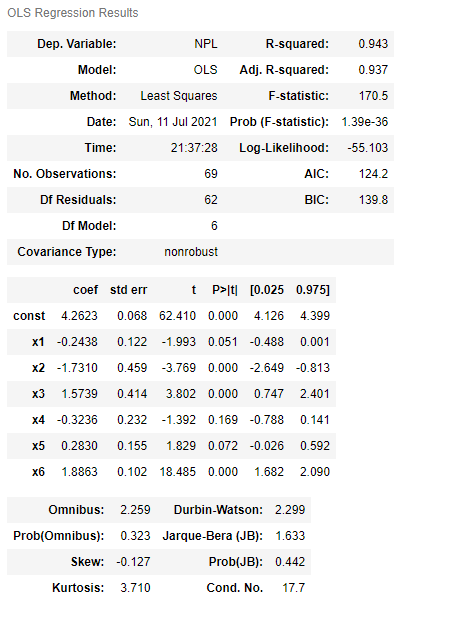 OLS Regression Results
Dep. Variable: NPL R-squared: 0.943
Model: OLS Adj. R-squared: 0.937
Method: Least Squares F-statistic: 170.5
Date: Sun, 11 Jul 2021 Prob (F-statistic): 1.39e-36
Time: 21:37:28 Log-Likelihood: -55.103
No. Observations: 69 AIC: 124.2
Df Residuals: 62 BIC: 139.8
Df Model: 6
Covariance Type: nonrobust
coef std err t P>|t| [0.025 0.975]
const 4.2623 0.068 62.410 0.000 4.126 4.399
x1 -0.2438 0.122 -1.993 0.051 -0.488 0.001
x2 -1.7310 0.459 -3.769 0.000 -2.649 -0.813
x3 1.5739 0.414 3.802 0.000 0.747 2.401
x4 -0.3236 0.232 -1.392 0.169 -0.788 0.141
x5 0.2830 0.155 1.829 0.072 -0.026 0.592
x6 1.8863 0.102 18.485 0.000 1.682 2.090
Omnibus: 2.259 Durbin-Watson: 2.299
Prob(Omnibus): 0.323 Jarque-Bera (JB): 1.633
Skew: -0.127 Prob(JB): 0.442
Kurtosis: 3.710 Cond. No. 17.7